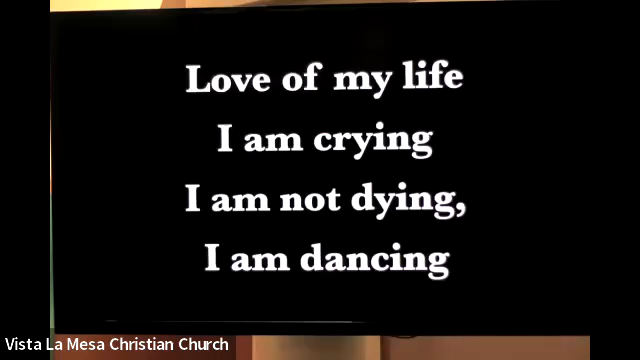 Love of my life
I am crying
I am not dying,
I am dancing
Vista La Mesa Christian Church